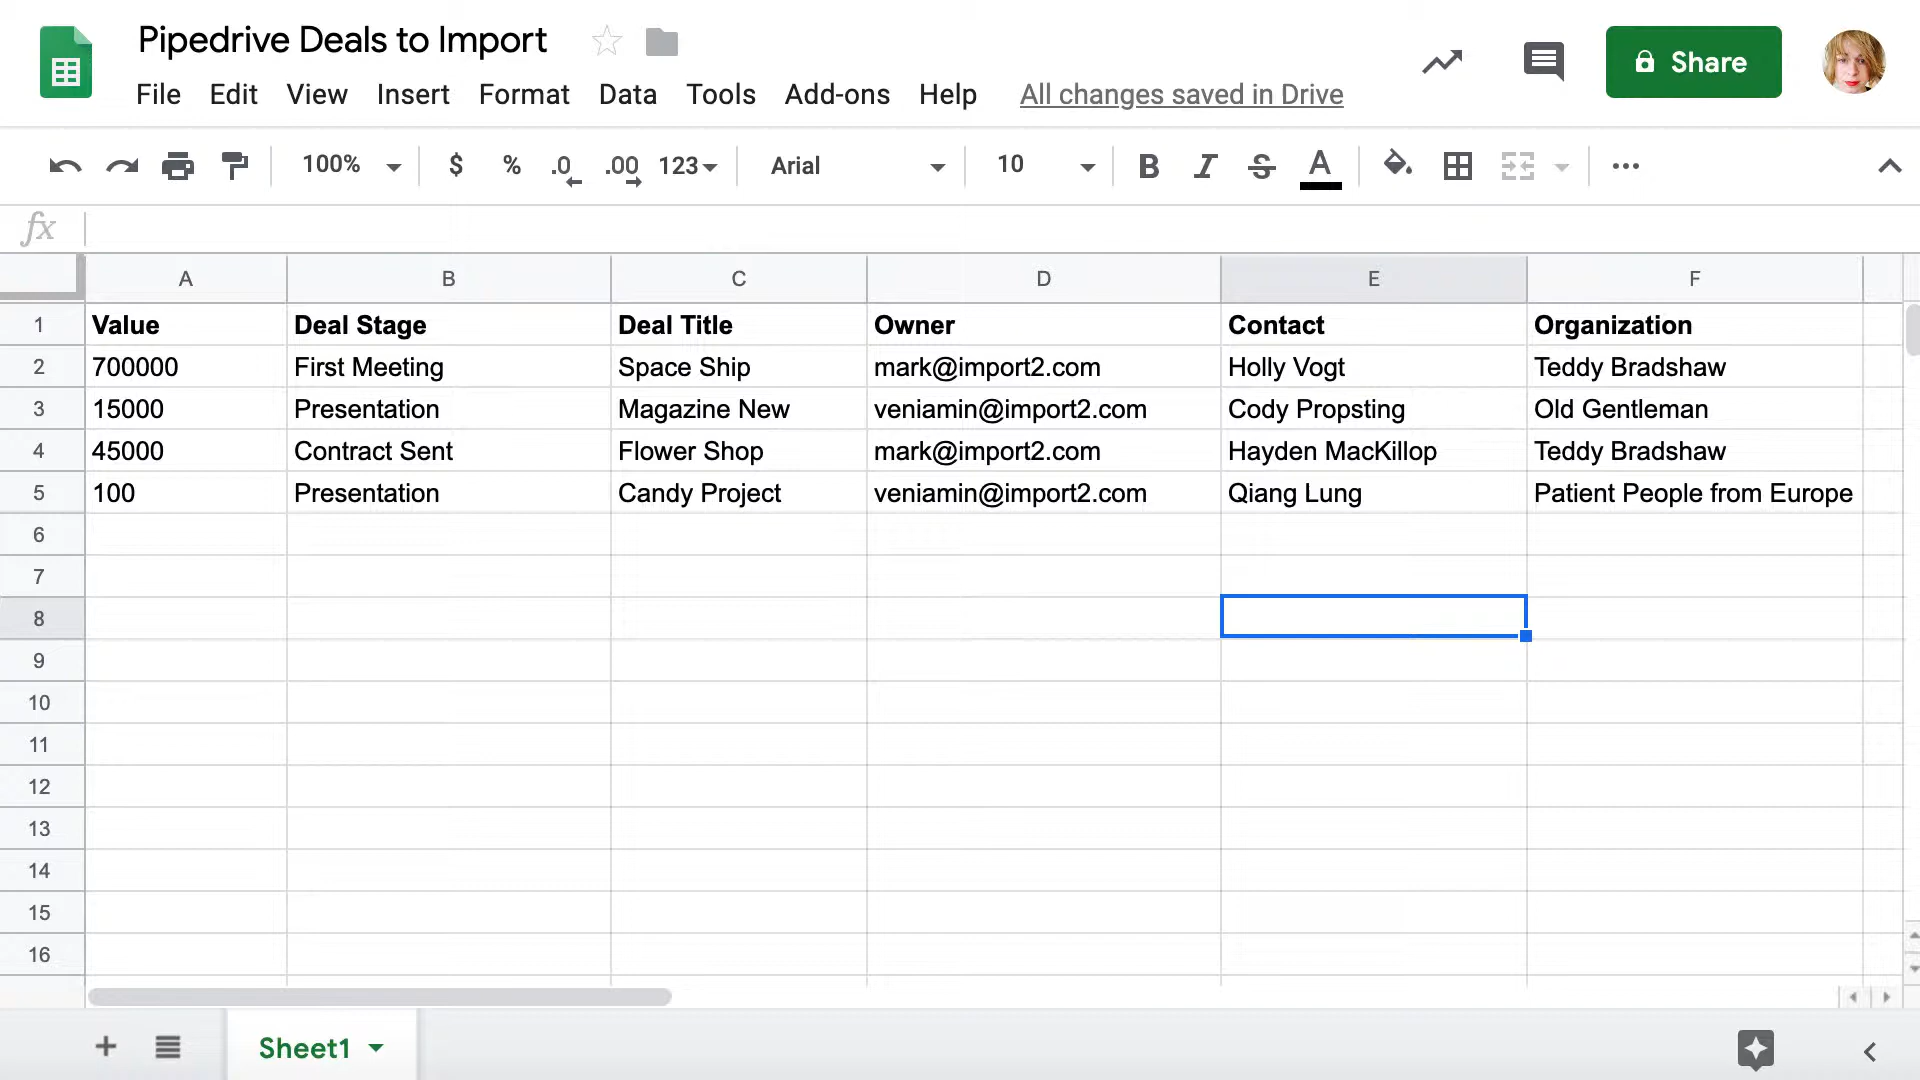 Pipedrive Deals to Import
File Edit View Insert Format Data Tools Add-ons Help All changes saved in Drive
Share
100% $ % .0 .00 123 Arial 10 B I S A
fx
A B C D E F
1 Value Deal Stage Deal Title Owner Contact Organization
2 700000 First Meeting Space Ship mark@import2.com Holly Vogt Teddy Bradshaw
3 15000 Presentation Magazine New veniamin@import2.com Cody Propsting Old Gentleman
4 45000 Contract Sent Flower Shop mark@import2.com Hayden MacKillop Teddy Bradshaw
5 100 Presentation Candy Project veniamin@import2.com Qiang Lung Patient People from Europe
6
7
8
9
10
11
12
13
14
15
16
Sheet1